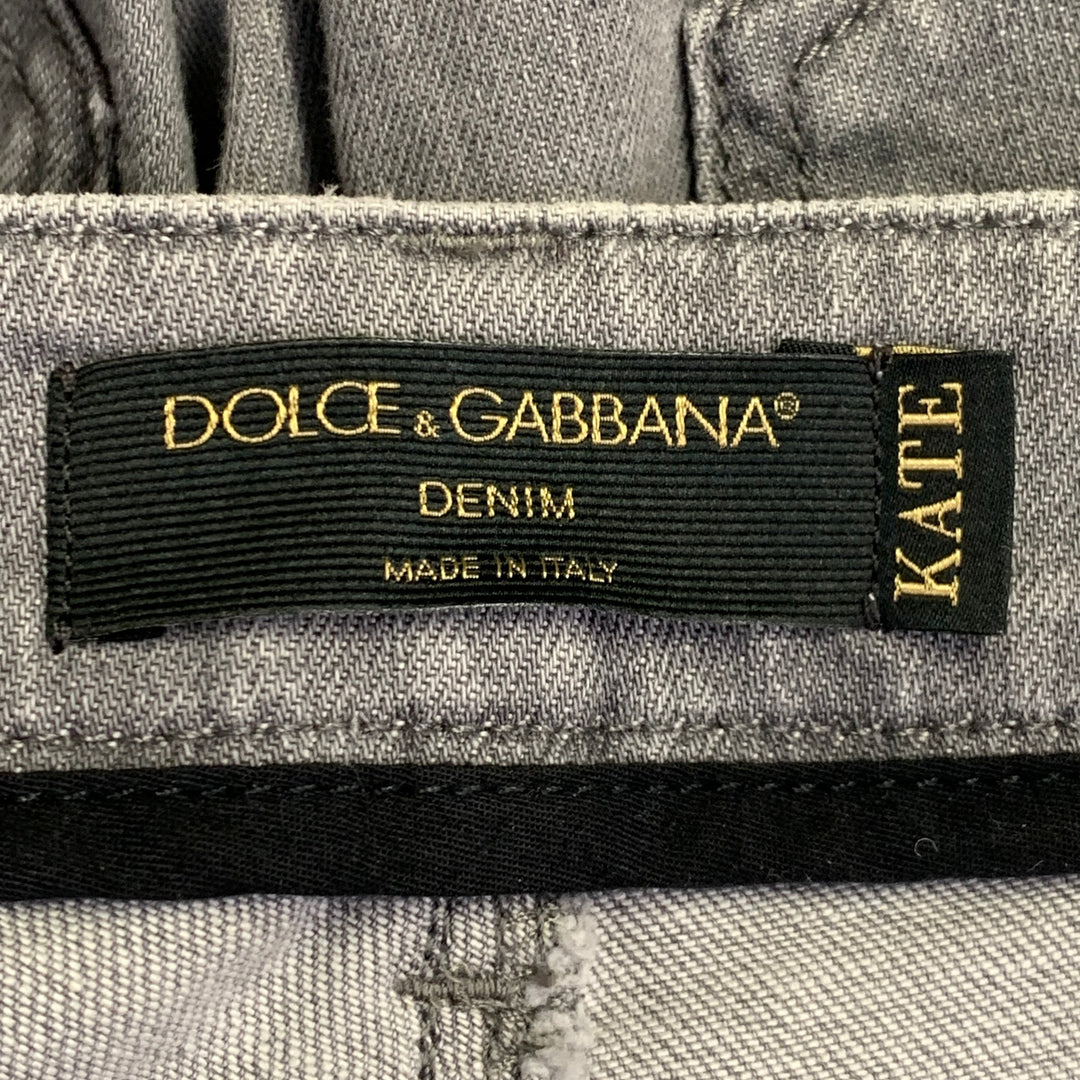 DOLCE & GABBANA®
DENIM
MADE IN ITALY
KATE